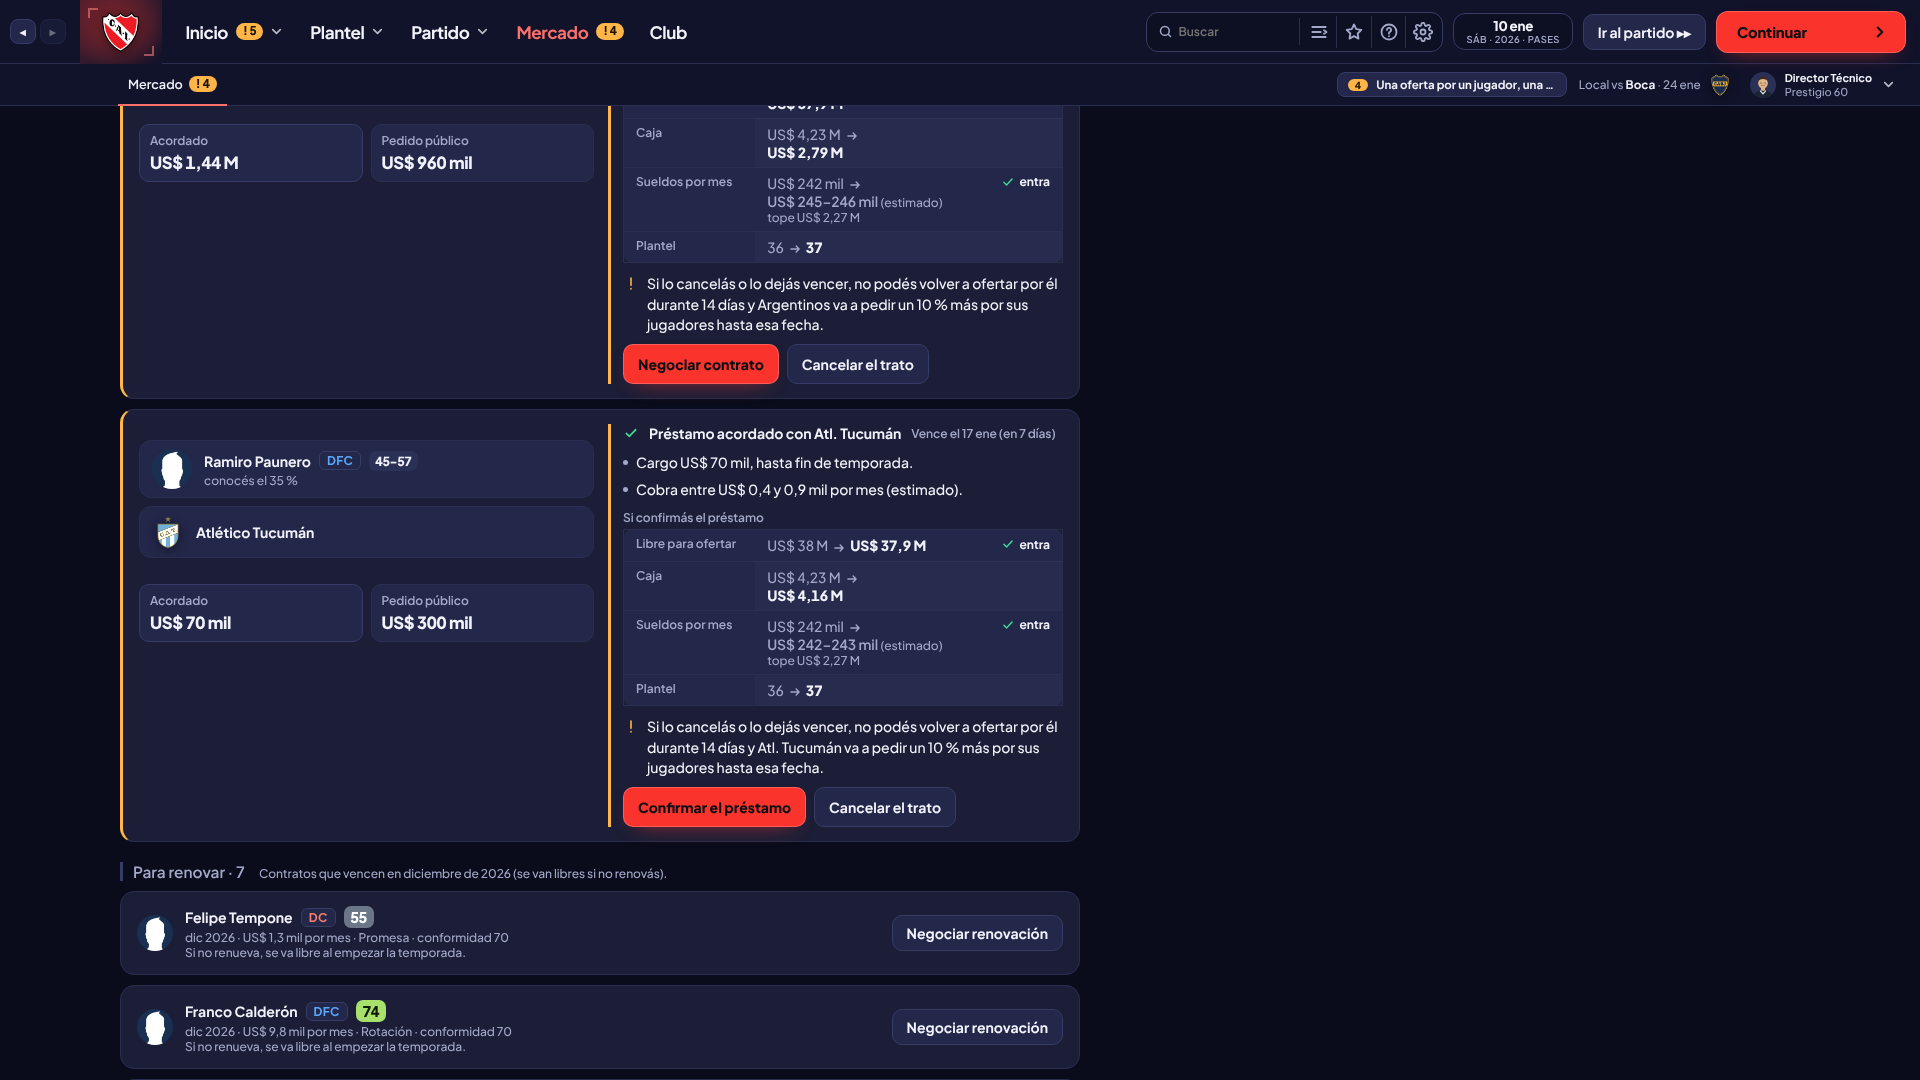 Inicio ! 5
Plantel
Partido
Mercado ! 4
Club
Buscar
10 ene
SÁB · 2026 · PASES
Ir al partido ▸▸
Continuar
Mercado ! 4
4 Una oferta por un jugador, una ...
Local vs Boca · 24 ene
Director Técnico
Prestigio 60
Acordado
US$ 1,44 M
Pedido público
US$ 960 mil
US$ 37,9 M
Caja
US$ 4,23 M →
US$ 2,79 M
Sueldos por mes
US$ 242 mil →
US$ 245–246 mil (estimado)
tope US$ 2,27 M
entra
Plantel
36 → 37
! Si lo cancelás o lo dejás vencer, no podés volver a ofertar por él
durante 14 días y Argentinos va a pedir un 10 % más por sus
jugadores hasta esa fecha.
Negociar contrato
Cancelar el trato
Ramiro Paunero DFC 45–57
conocés el 35 %
Atlético Tucumán
Acordado
US$ 70 mil
Pedido público
US$ 300 mil
Préstamo acordado con Atl. Tucumán Vence el 17 ene (en 7 días)
• Cargo US$ 70 mil, hasta fin de temporada.
• Cobra entre US$ 0,4 y 0,9 mil por mes (estimado).
Si confirmás el préstamo
Libre para ofertar
US$ 38 M → US$ 37,9 M
entra
Caja
US$ 4,23 M →
US$ 4,16 M
Sueldos por mes
US$ 242 mil →
US$ 242–243 mil (estimado)
tope US$ 2,27 M
entra
Plantel
36 → 37
! Si lo cancelás o lo dejás vencer, no podés volver a ofertar por él
durante 14 días y Atl. Tucumán va a pedir un 10 % más por sus
jugadores hasta esa fecha.
Confirmar el préstamo
Cancelar el trato
Para renovar · 7 Contratos que vencen en diciembre de 2026 (se van libres si no renovás).
Felipe Tempone DC 55
dic 2026 · US$ 1,3 mil por mes · Promesa · conformidad 70
Si no renueva, se va libre al empezar la temporada.
Negociar renovación
Franco Calderón DFC 74
dic 2026 · US$ 9,8 mil por mes · Rotación · conformidad 70
Si no renueva, se va libre al empezar la temporada.
Negociar renovación